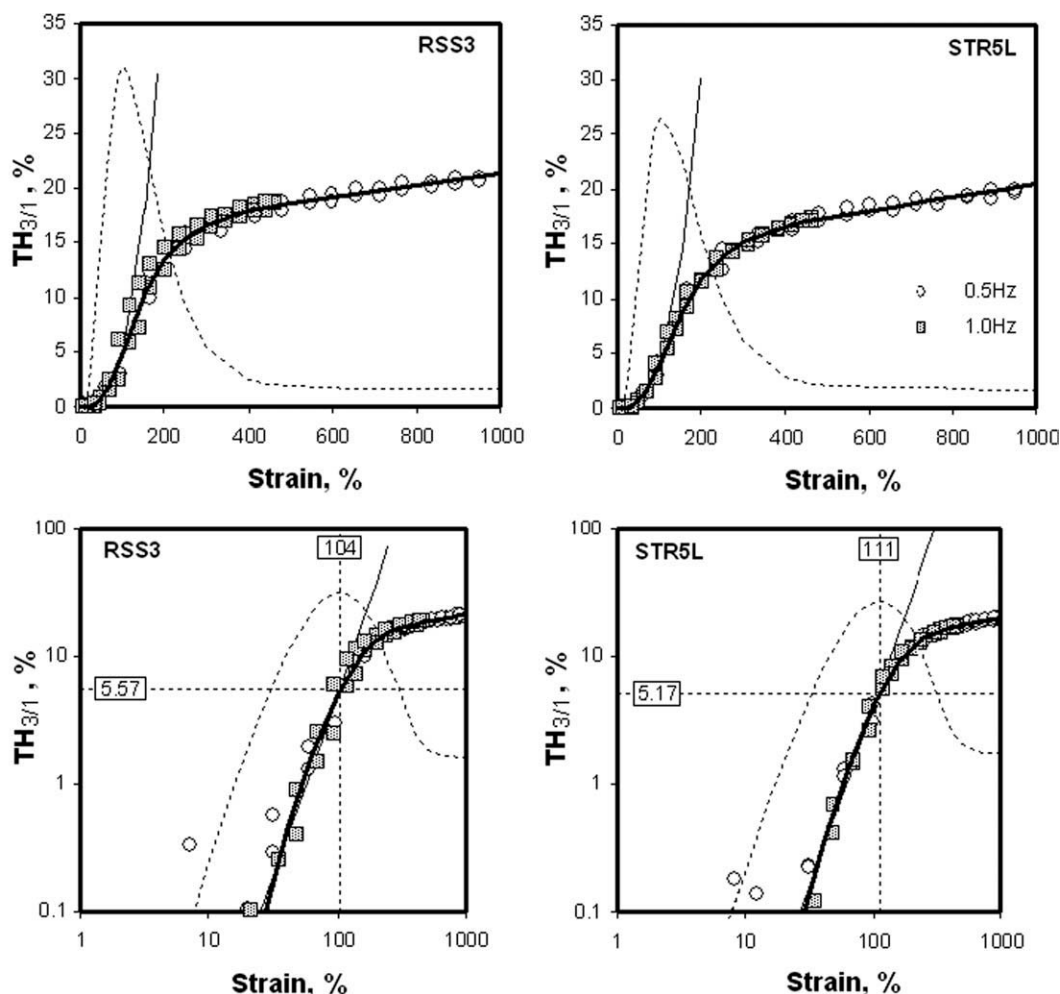 RSS3
TH3/1, %
35
30
25
20
15
10
5
0
0 200 400 600 800 1000
Strain, %
STR5L
TH3/1, %
35
30
25
20
15
10
5
0
0.5Hz
1.0Hz
0 200 400 600 800 1000
Strain, %
RSS3
104
TH3/1, %
100
10
5.57
1
0.1
1 10 100 1000
Strain, %
STR5L
111
TH3/1, %
100
10
5.17
1
0.1
1 10 100 1000
Strain, %